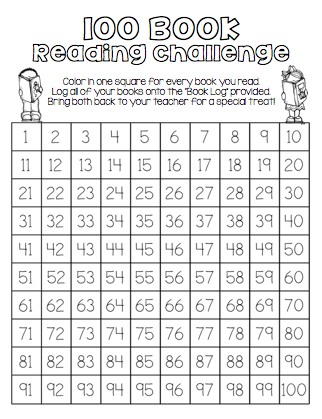 100 BOOK
Reading Challenge
Color in one square for every book you read.
Log all of your books onto the "Book Log" provided.
Bring both back to your teacher for a special treat!
1 2 3 4 5 6 7 8 9 10
11 12 13 14 15 16 17 18 19 20
21 22 23 24 25 26 27 28 29 30
31 32 33 34 35 36 37 38 39 40
41 42 43 44 45 46 47 48 49 50
51 52 53 54 55 56 57 58 59 60
61 62 63 64 65 66 67 68 69 70
71 72 73 74 75 76 77 78 79 80
81 82 83 84 85 86 87 88 89 90
91 92 93 94 95 96 97 98 99 100